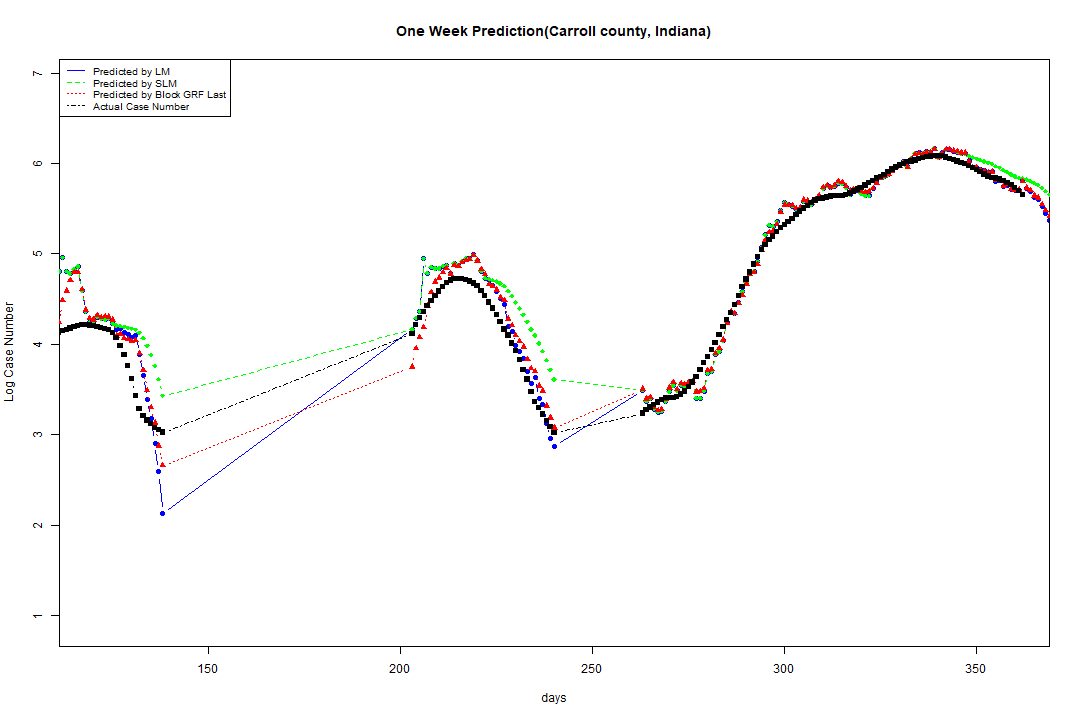 One Week Prediction(Carroll county, Indiana)
Predicted by LM
Predicted by SLM
Predicted by Block GRF Last
Actual Case Number
Log Case Number
7
6
5
4
3
2
1
150 200 250 300 350
days